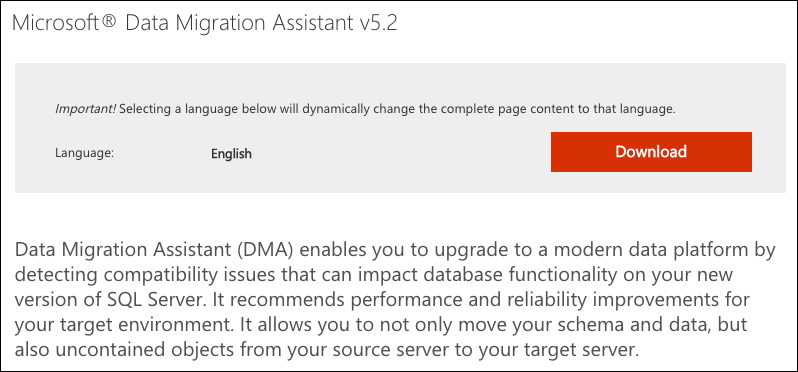 Microsoft® Data Migration Assistant v5.2
Important! Selecting a language below will dynamically change the complete page content to that language.
Language: English Download
Data Migration Assistant (DMA) enables you to upgrade to a modern data platform by
detecting compatibility issues that can impact database functionality on your new
version of SQL Server. It recommends performance and reliability improvements for
your target environment. It allows you to not only move your schema and data, but
also uncontained objects from your source server to your target server.